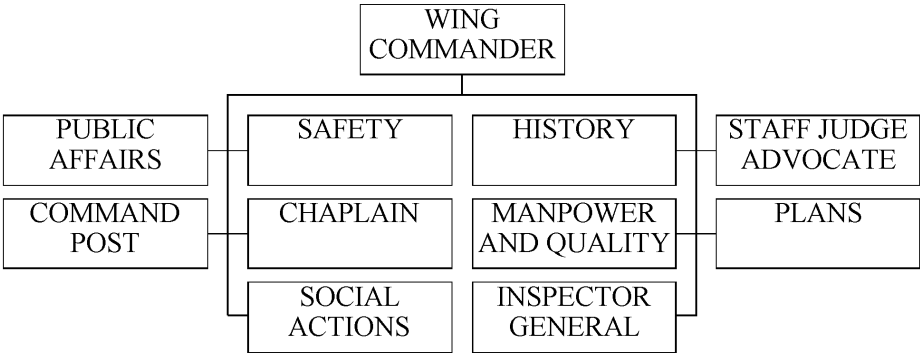 WING
COMMANDER
PUBLIC
AFFAIRS
SAFETY
HISTORY
STAFF JUDGE
ADVOCATE
COMMAND
POST
CHAPLAIN
MANPOWER
AND QUALITY
PLANS
SOCIAL
ACTIONS
INSPECTOR
GENERAL